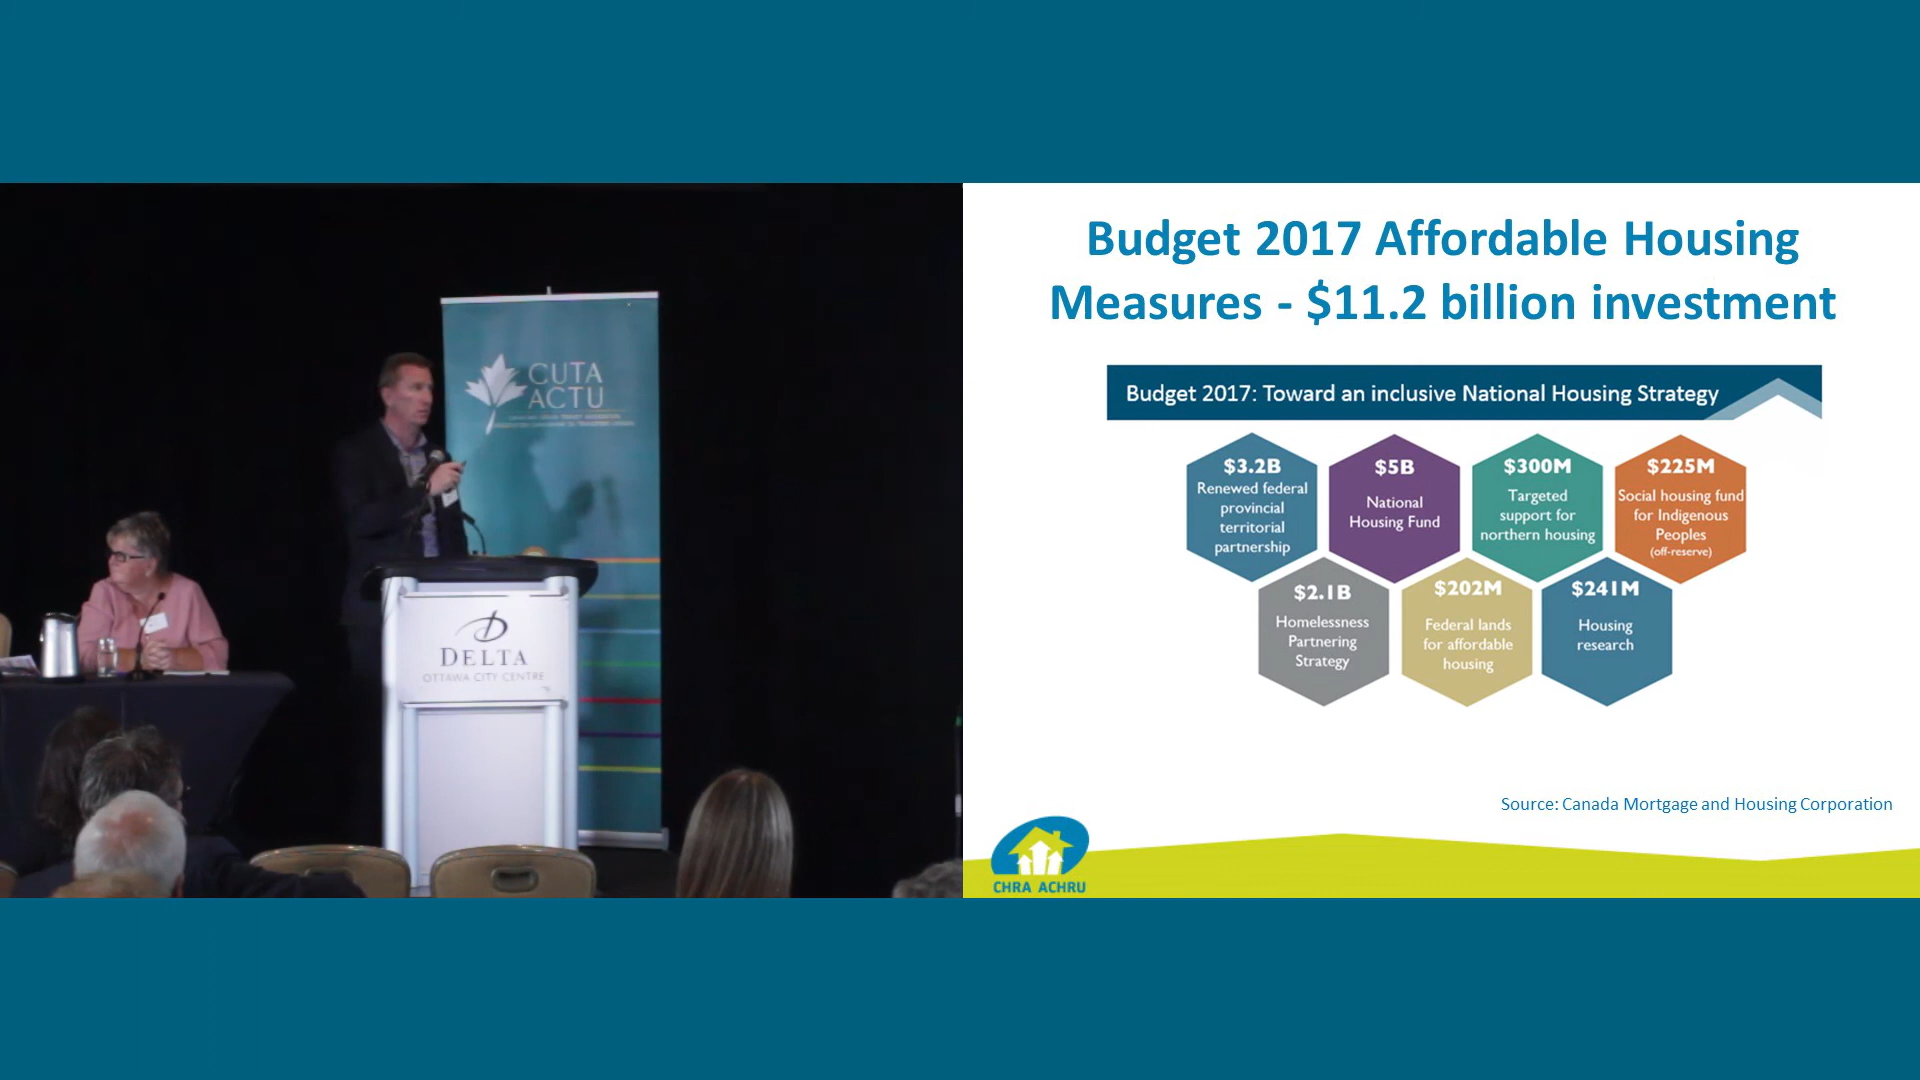 CUTA
ACTU
DELTA
OTTAWA CITY CENTRE
Budget 2017 Affordable Housing
Measures - $11.2 billion investment
Budget 2017: Toward an inclusive National Housing Strategy
$3.2B
Renewed federal
provincial
territorial
partnership
$5B
National
Housing Fund
$300M
Targeted
support for
northern housing
$225M
Social housing fund
for Indigenous
Peoples
(off-reserve)
$2.1B
Homelessness
Partnering
Strategy
$202M
Federal lands
for affordable
housing
$241M
Housing
research
Source: Canada Mortgage and Housing Corporation
CHRA ACHRU